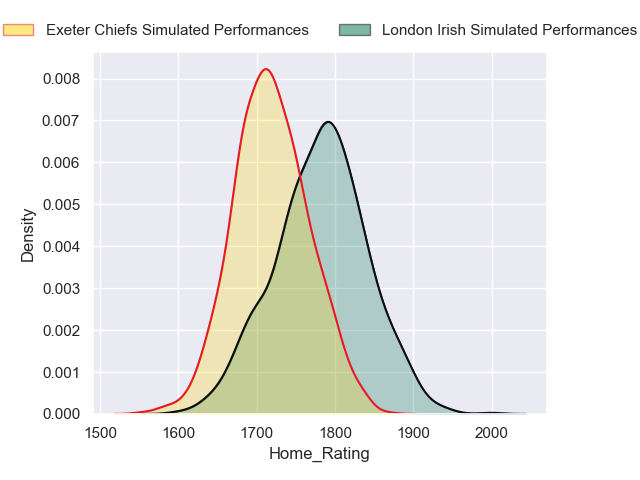 Exeter Chiefs Simulated Performances
London Irish Simulated Performances
0.008
0.007
0.006
0.005
0.004
0.003
0.002
0.001
0.000
Density
1500 1600 1700 1800 1900 2000
Home_Rating